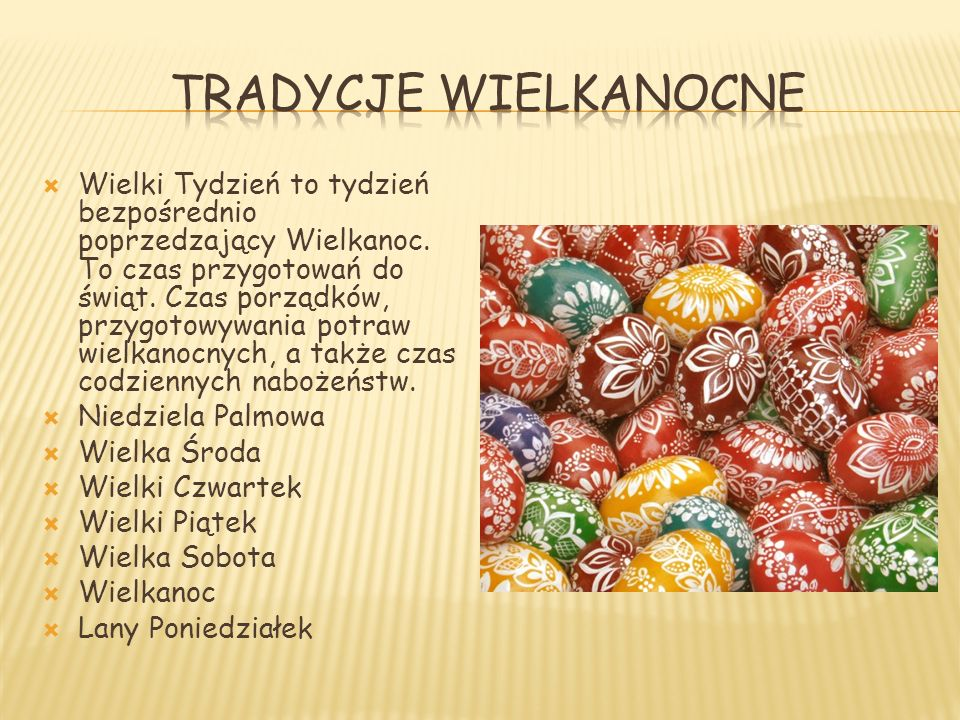 TRADYCJE WIELKANOCNE
Wielki Tydzień to tydzień
bezpośrednio
poprzedzający Wielkanoc.
To czas przygotowań do
świąt. Czas porządków,
przygotowywania potraw
wielkanocnych, a także czas
codziennych nabożeństw.
Niedziela Palmowa
Wielka Środa
Wielki Czwartek
Wielki Piątek
Wielka Sobota
Wielkanoc
Lany Poniedziałek